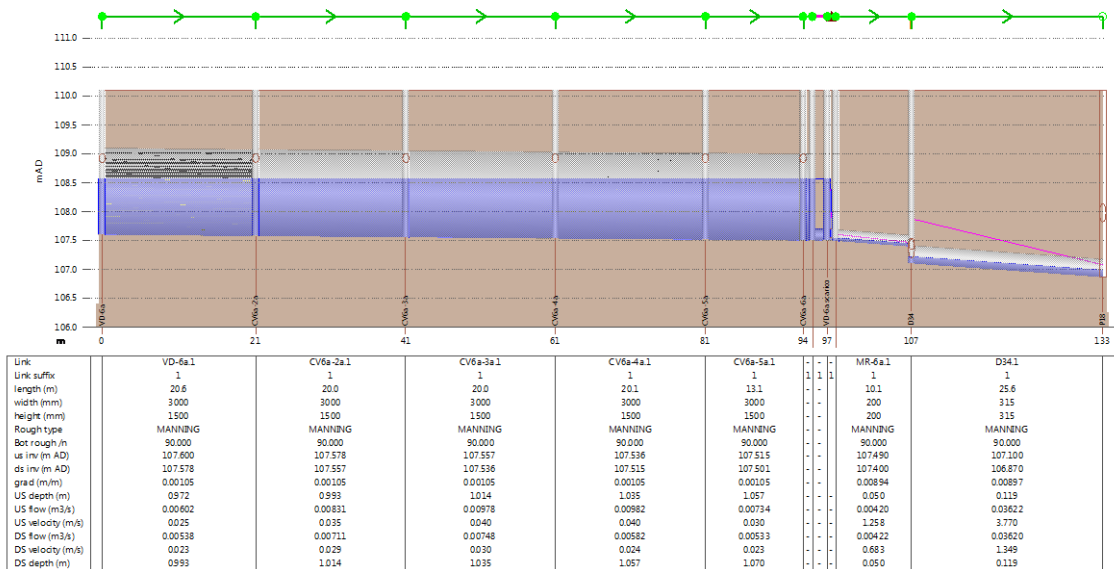 111.0
110.5
110.0
109.5
109.0
108.5
108.0
107.5
107.0
106.5
106.0
mAD
VD-6a
CV6a-2a
CV6a-3a
CV6a-4a
CV6a-5a
CV6a-6a
VD-6a scarico
D34
P18
m 0 21 41 61 81 94 97 107 133
Link VD-6a.1 CV6a-2a.1 CV6a-3a.1 CV6a-4a.1 CV6a-5a.1 - - - MR-6a.1 D34.1
Link suffix 1 1 1 1 1 1 1 1 1 1
length (m) 20.6 20.0 20.0 20.1 13.1 - - 10.1 25.6
width (mm) 3000 3000 3000 3000 3000 - - 200 315
height (mm) 1500 1500 1500 1500 1500 - - 200 315
Rough type MANNING MANNING MANNING MANNING MANNING - - MANNING MANNING
Bot rough /n 90.000 90.000 90.000 90.000 90.000 - - 90.000 90.000
us inv (m AD) 107.600 107.578 107.557 107.536 107.515 - - - 107.490 107.100
ds inv (m AD) 107.578 107.557 107.536 107.515 107.501 - - - 107.400 106.870
grad (m/m) 0.00105 0.00105 0.00105 0.00105 0.00105 - - 0.00894 0.00897
US depth (m) 0.972 0.993 1.014 1.035 1.057 - - - 0.050 0.119
US flow (m3/s) 0.00602 0.00831 0.00978 0.00982 0.00734 - - - 0.00420 0.03622
US velocity (m/s) 0.025 0.035 0.040 0.040 0.030 - - - 1.258 3.770
DS flow (m3/s) 0.00538 0.00711 0.00748 0.00582 0.00533 - - - 0.00422 0.03620
DS velocity (m/s) 0.023 0.029 0.030 0.024 0.023 - - - 0.683 1.349
DS depth (m) 0.993 1.014 1.035 1.057 1.070 - - - 0.050 0.119